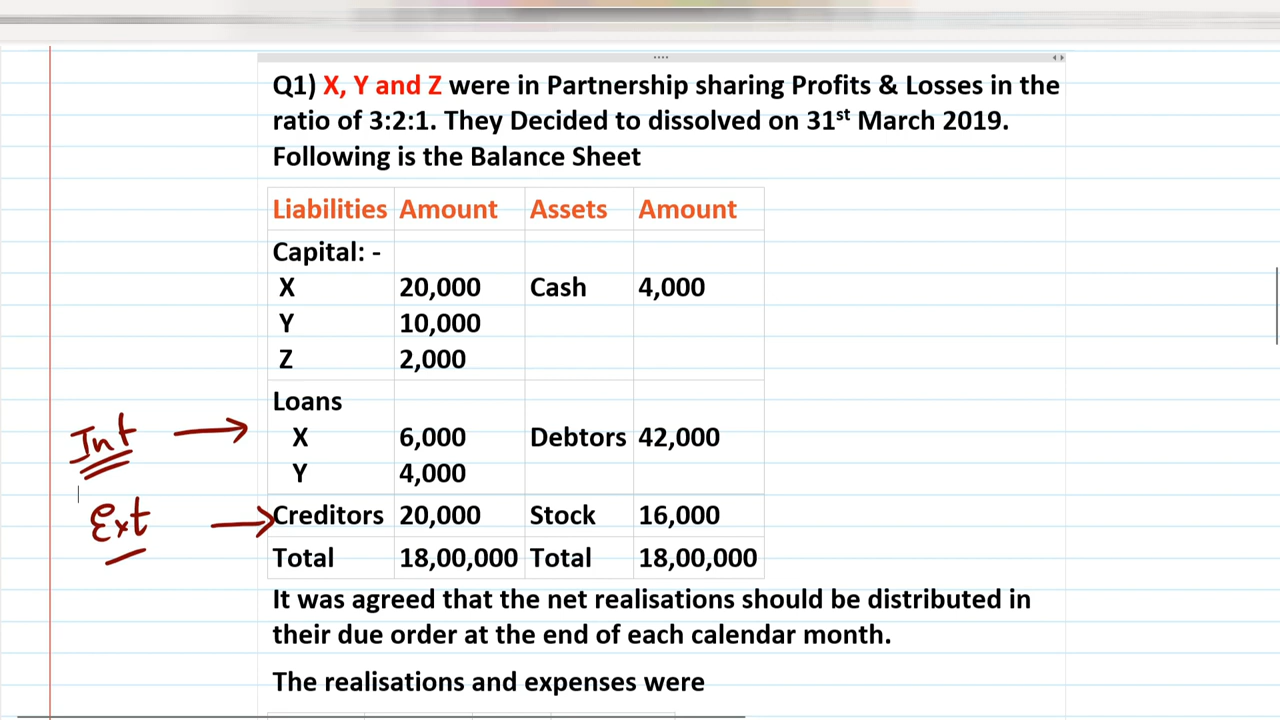 Q1) X, Y and Z were in Partnership sharing Profits & Losses in the
ratio of 3:2:1. They Decided to dissolved on 31st March 2019.
Following is the Balance Sheet
Liabilities Amount Assets Amount
Capital: -
X 20,000 Cash 4,000
Y 10,000
Z 2,000
Loans
Int
X 6,000 Debtors 42,000
Y 4,000
Ext
Creditors 20,000 Stock 16,000
Total 18,00,000 Total 18,00,000
It was agreed that the net realisations should be distributed in
their due order at the end of each calendar month.
The realisations and expenses were